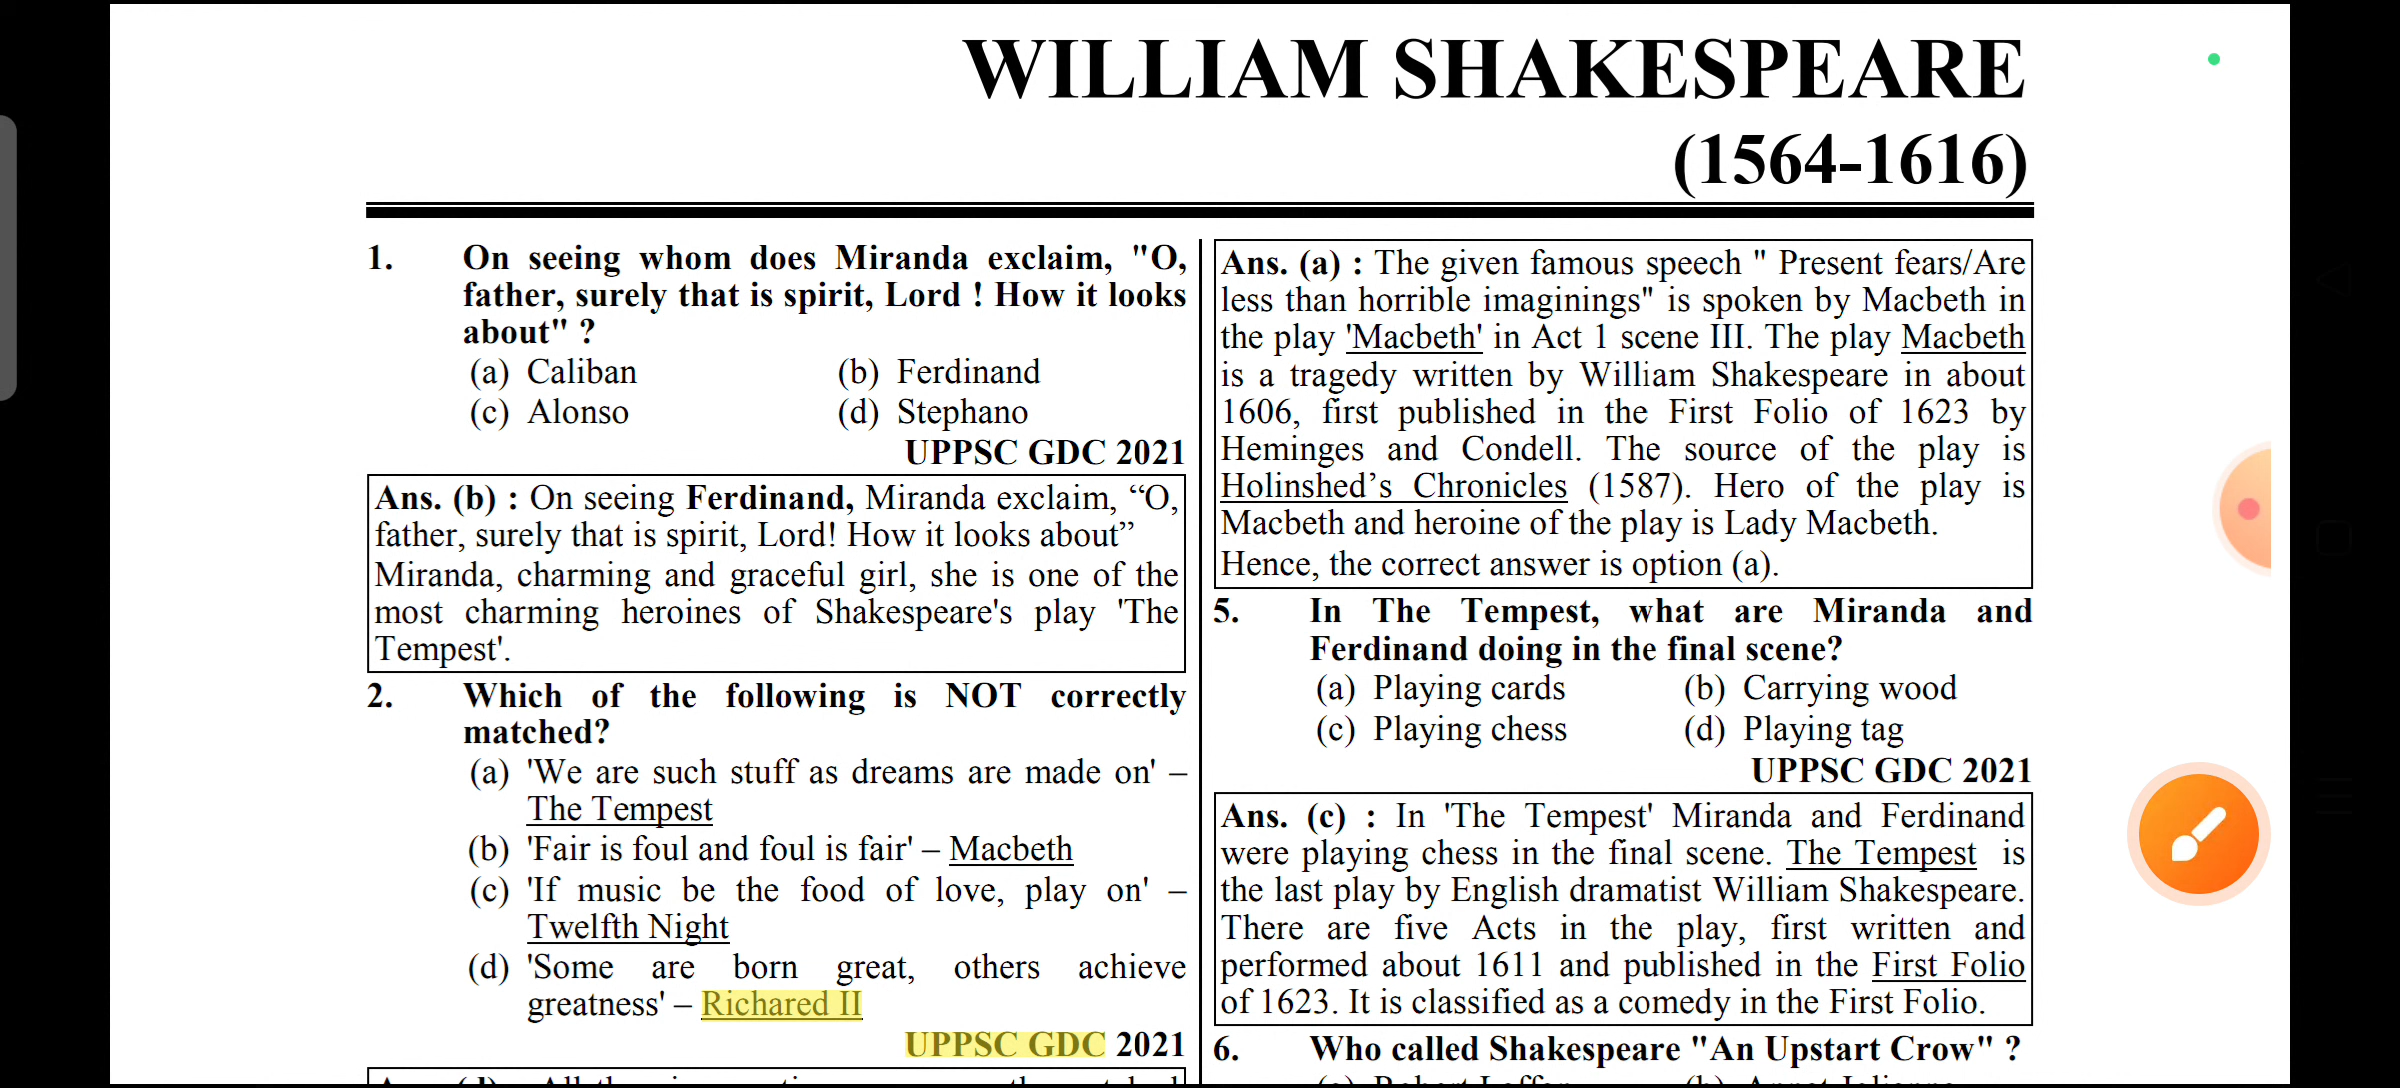 WILLIAM SHAKESPEARE
(1564-1616)
1. On seeing whom does Miranda exclaim, "O,
father, surely that is spirit, Lord ! How it looks
about" ?
(a) Caliban (b) Ferdinand
(c) Alonso (d) Stephano
UPPSC GDC 2021
Ans. (b) : On seeing Ferdinand, Miranda exclaim, “O,
father, surely that is spirit, Lord! How it looks about”
Miranda, charming and graceful girl, she is one of the
most charming heroines of Shakespeare's play 'The
Tempest'.
2. Which of the following is NOT correctly
matched?
(a) 'We are such stuff as dreams are made on' –
The Tempest
(b) 'Fair is foul and foul is fair' – Macbeth
(c) 'If music be the food of love, play on' –
Twelfth Night
(d) 'Some are born great, others achieve
greatness' – Richared II
UPPSC GDC 2021
Ans. (a) : The given famous speech " Present fears/Are
less than horrible imaginings" is spoken by Macbeth in
the play 'Macbeth' in Act 1 scene III. The play Macbeth
is a tragedy written by William Shakespeare in about
1606, first published in the First Folio of 1623 by
Heminges and Condell. The source of the play is
Holinshed’s Chronicles (1587). Hero of the play is
Macbeth and heroine of the play is Lady Macbeth.
Hence, the correct answer is option (a).
5. In The Tempest, what are Miranda and
Ferdinand doing in the final scene?
(a) Playing cards (b) Carrying wood
(c) Playing chess (d) Playing tag
UPPSC GDC 2021
Ans. (c) : In 'The Tempest' Miranda and Ferdinand
were playing chess in the final scene. The Tempest is
the last play by English dramatist William Shakespeare.
There are five Acts in the play, first written and
performed about 1611 and published in the First Folio
of 1623. It is classified as a comedy in the First Folio.
6. Who called Shakespeare "An Upstart Crow" ?